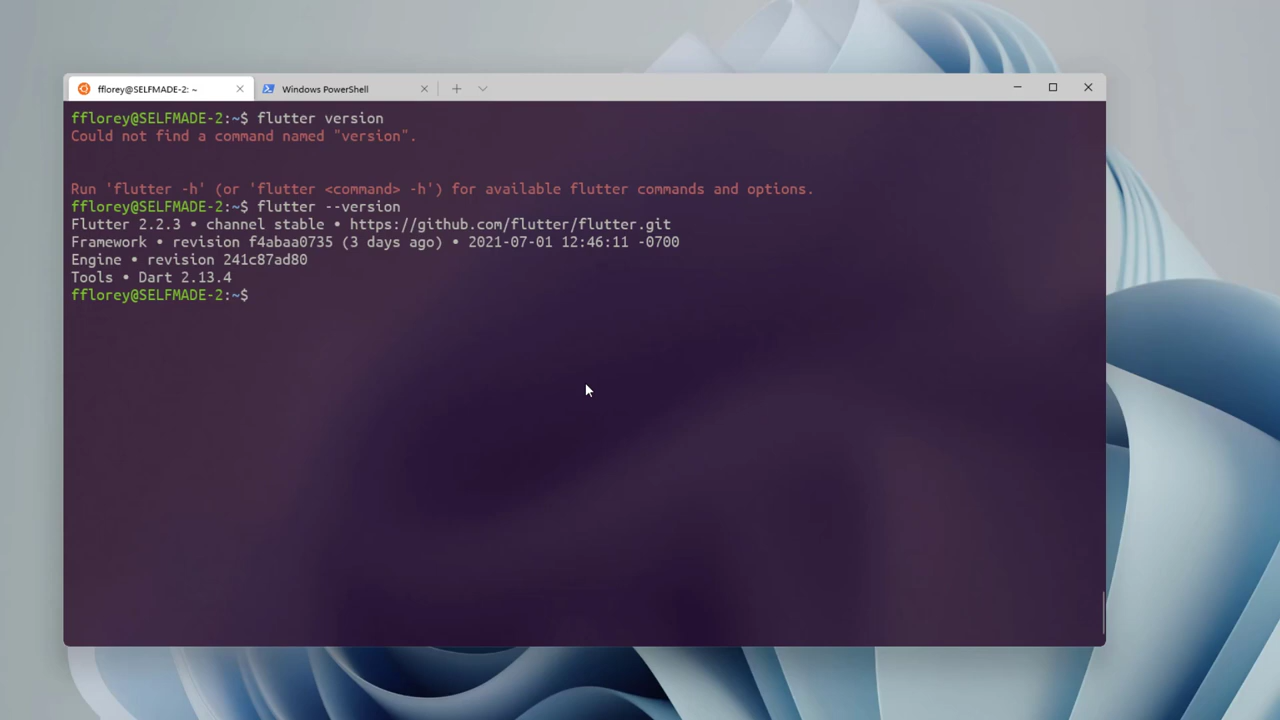 fflorey@SELFMADE-2: ~
Windows PowerShell
fflorey@SELFMADE-2:~$ flutter version
Could not find a command named "version".
Run 'flutter -h' (or 'flutter <command> -h') for available flutter commands and options.
fflorey@SELFMADE-2:~$ flutter --version
Flutter 2.2.3 • channel stable • https://github.com/flutter/flutter.git
Framework • revision f4abaa0735 (3 days ago) • 2021-07-01 12:46:11 -0700
Engine • revision 241c87ad80
Tools • Dart 2.13.4
fflorey@SELFMADE-2:~$